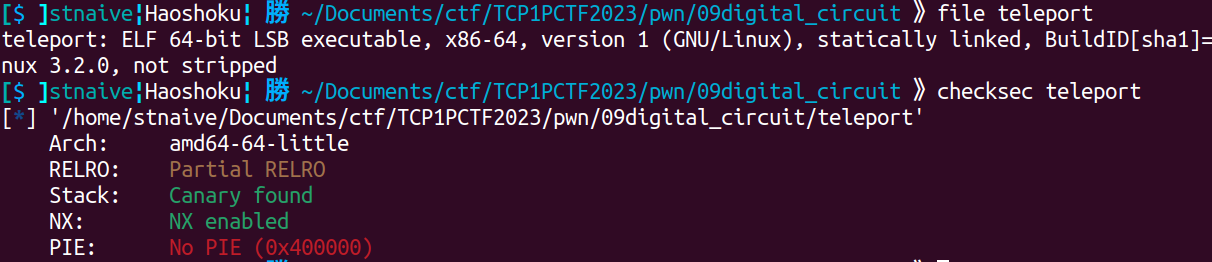 [$ ]stnaive¦Haoshoku¦ 勝 ~/Documents/ctf/TCP1PCTF2023/pwn/09digital_circuit 》 file teleport
teleport: ELF 64-bit LSB executable, x86-64, version 1 (GNU/Linux), statically linked, BuildID[sha1]=
nux 3.2.0, not stripped
[$ ]stnaive¦Haoshoku¦ 勝 ~/Documents/ctf/TCP1PCTF2023/pwn/09digital_circuit 》 checksec teleport
[*] '/home/stnaive/Documents/ctf/TCP1PCTF2023/pwn/09digital_circuit/teleport'
    Arch:     amd64-64-little
    RELRO:    Partial RELRO
    Stack:    Canary found
    NX:       NX enabled
    PIE:      No PIE (0x400000)